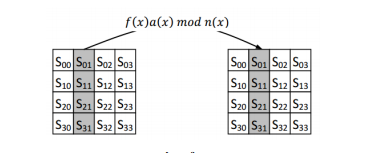 f(x)a(x) mod n(x)
S00 S01 S02 S03 S00 S01 S02 S03
S10 S11 S12 S13 S10 S11 S12 S13
S20 S21 S22 S23 S20 S21 S22 S23
S30 S31 S32 S33 S30 S31 S32 S33